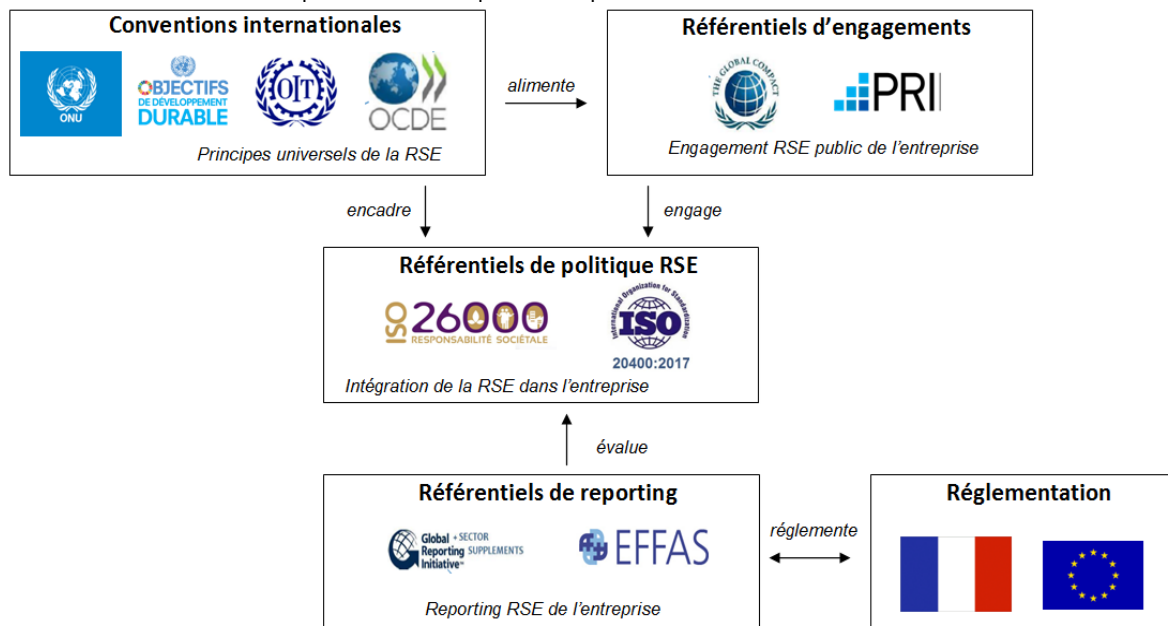 Conventions internationales
ONU
OBJECTIFS
DE DÉVELOPPEMENT
DURABLE
OIT
OCDE
Principes universels de la RSE
alimente
Référentiels d'engagements
THE GLOBAL COMPACT
PRI
Engagement RSE public de l'entreprise
encadre
engage
Référentiels de politique RSE
ISO 26000
RESPONSABILITÉ SOCIÉTALE
International Organization for Standardization
ISO
20400:2017
Intégration de la RSE dans l'entreprise
évalue
Référentiels de reporting
Global + SECTOR
Reporting SUPPLEMENTS
Initiative™
EFFAS
Reporting RSE de l'entreprise
réglemente
Réglementation